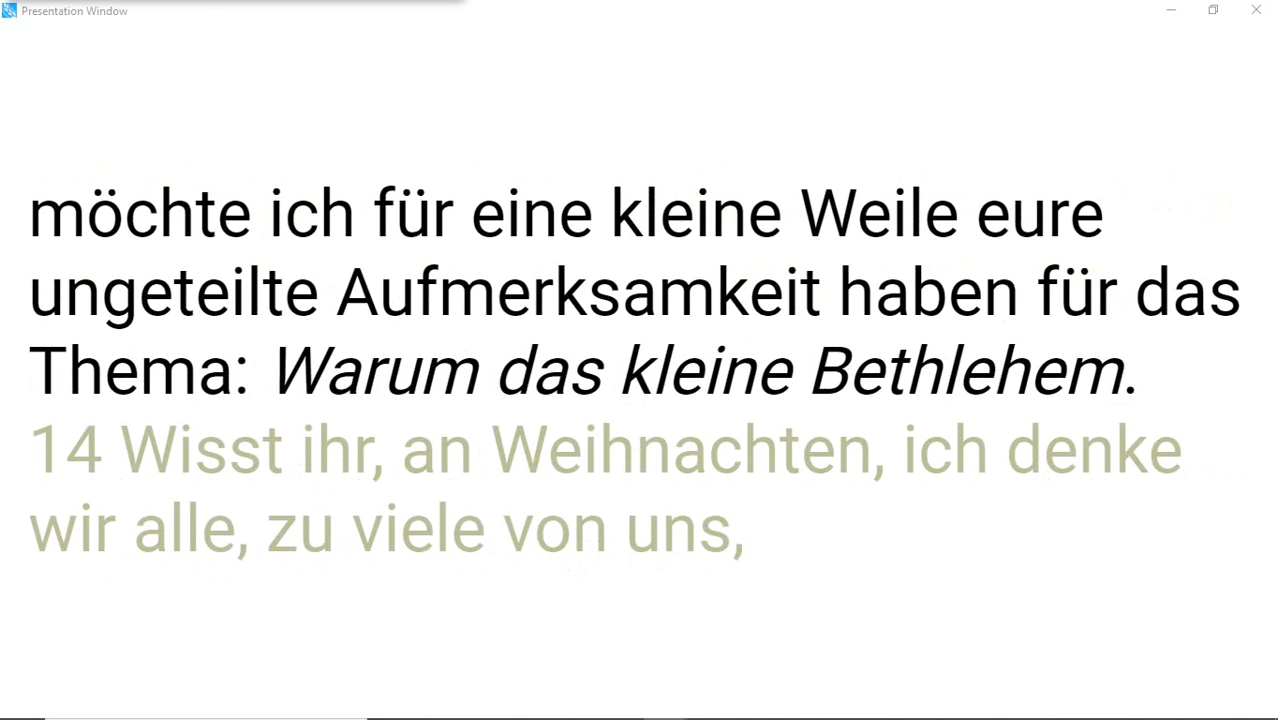 Presentation Window
möchte ich für eine kleine Weile eure
ungeteilte Aufmerksamkeit haben für das
Thema: Warum das kleine Bethlehem.
14 Wisst ihr, an Weihnachten, ich denke
wir alle, zu viele von uns,